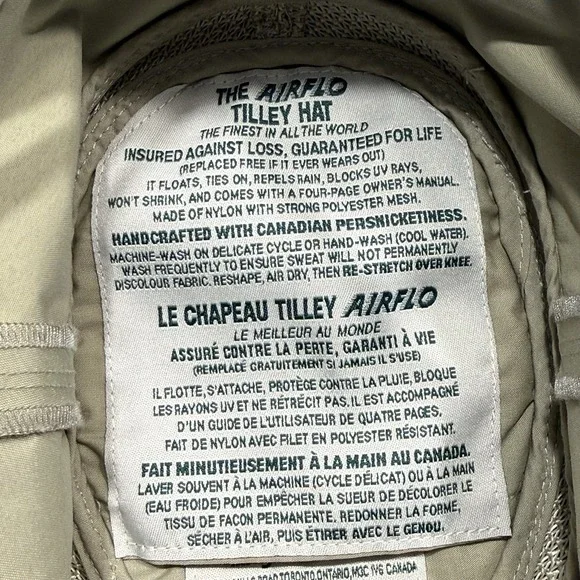 THE AIRFLO
TILLEY HAT
THE FINEST IN ALL THE WORLD
INSURED AGAINST LOSS, GUARANTEED FOR LIFE
(REPLACED FREE IF IT EVER WEARS OUT)
IT FLOATS, TIES ON, REPELS RAIN, BLOCKS UV RAYS,
WON'T SHRINK, AND COMES WITH A FOUR-PAGE OWNER'S MANUAL.
MADE OF NYLON WITH STRONG POLYESTER MESH.
HANDCRAFTED WITH CANADIAN PERSNICKETINESS.
MACHINE-WASH ON DELICATE CYCLE OR HAND-WASH (COOL WATER).
WASH FREQUENTLY TO ENSURE SWEAT WILL NOT PERMANENTLY
DISCOLOUR FABRIC. RESHAPE, AIR DRY, THEN RE-STRETCH OVER KNEE.
LE CHAPEAU TILLEY AIRFLO
LE MEILLEUR AU MONDE
ASSURÉ CONTRE LA PERTE, GARANTI À VIE
(REMPLACÉ GRATUITEMENT SI JAMAIS IL S'USE)
IL FLOTTE, S'ATTACHE, PROTÈGE CONTRE LA PLUIE, BLOQUE
LES RAYONS UV ET NE RÉTRÉCIT PAS. IL EST ACCOMPAGNÉ
D'UN GUIDE DE L'UTILISATEUR DE QUATRE PAGES,
FAIT DE NYLON AVEC FILET EN POLYESTER RÉSISTANT.
FAIT MINUTIEUSEMENT À LA MAIN AU CANADA.
LAVER SOUVENT À LA MACHINE (CYCLE DÉLICAT) OU À LA MAIN
(EAU FROIDE) POUR EMPÊCHER LA SUEUR DE DÉCOLORER LE
TISSU DE FAÇON PERMANENTE. REDONNER LA FORME,
SÉCHER À L'AIR, PUIS ÉTIRER AVEC LE GENOU.
ROAD TORONTO, ONTARIO, M3C 1V6 CANADA